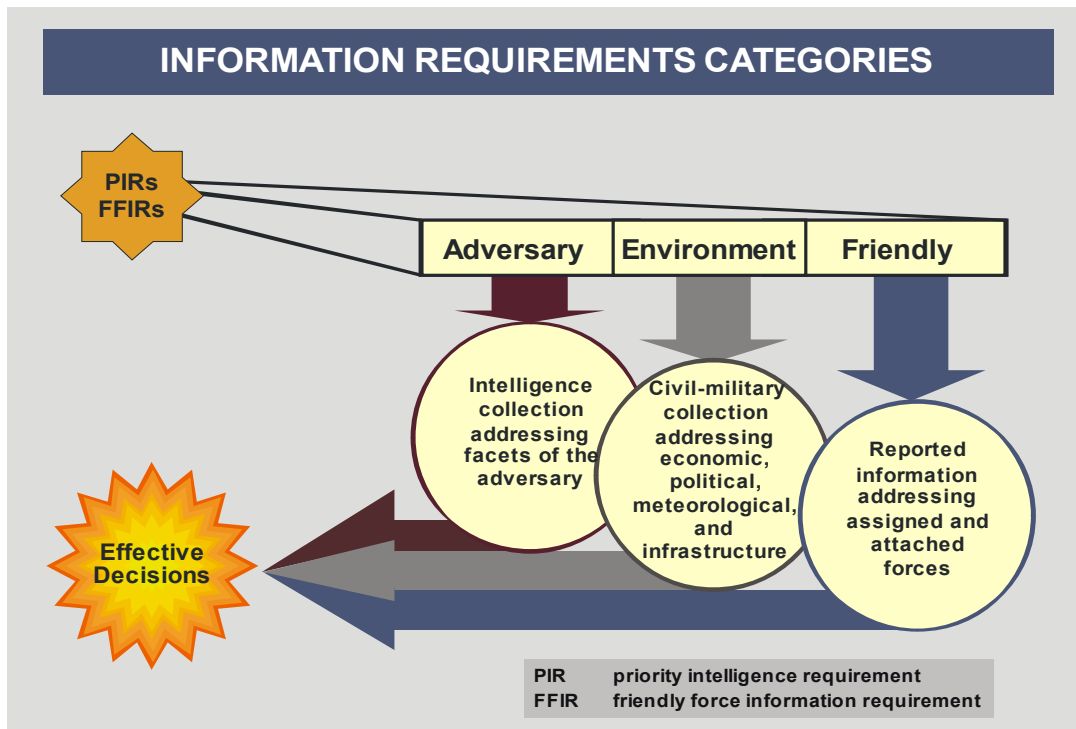 INFORMATION REQUIREMENTS CATEGORIES
PIRs
FFIRs
Adversary
Environment
Friendly
Intelligence
collection
addressing
facets of the
adversary
Civil-military
collection
addressing
economic,
political,
meteorological,
and
infrastructure
Reported
information
addressing
assigned and
attached
forces
Effective
Decisions
PIR priority intelligence requirement
FFIR friendly force information requirement